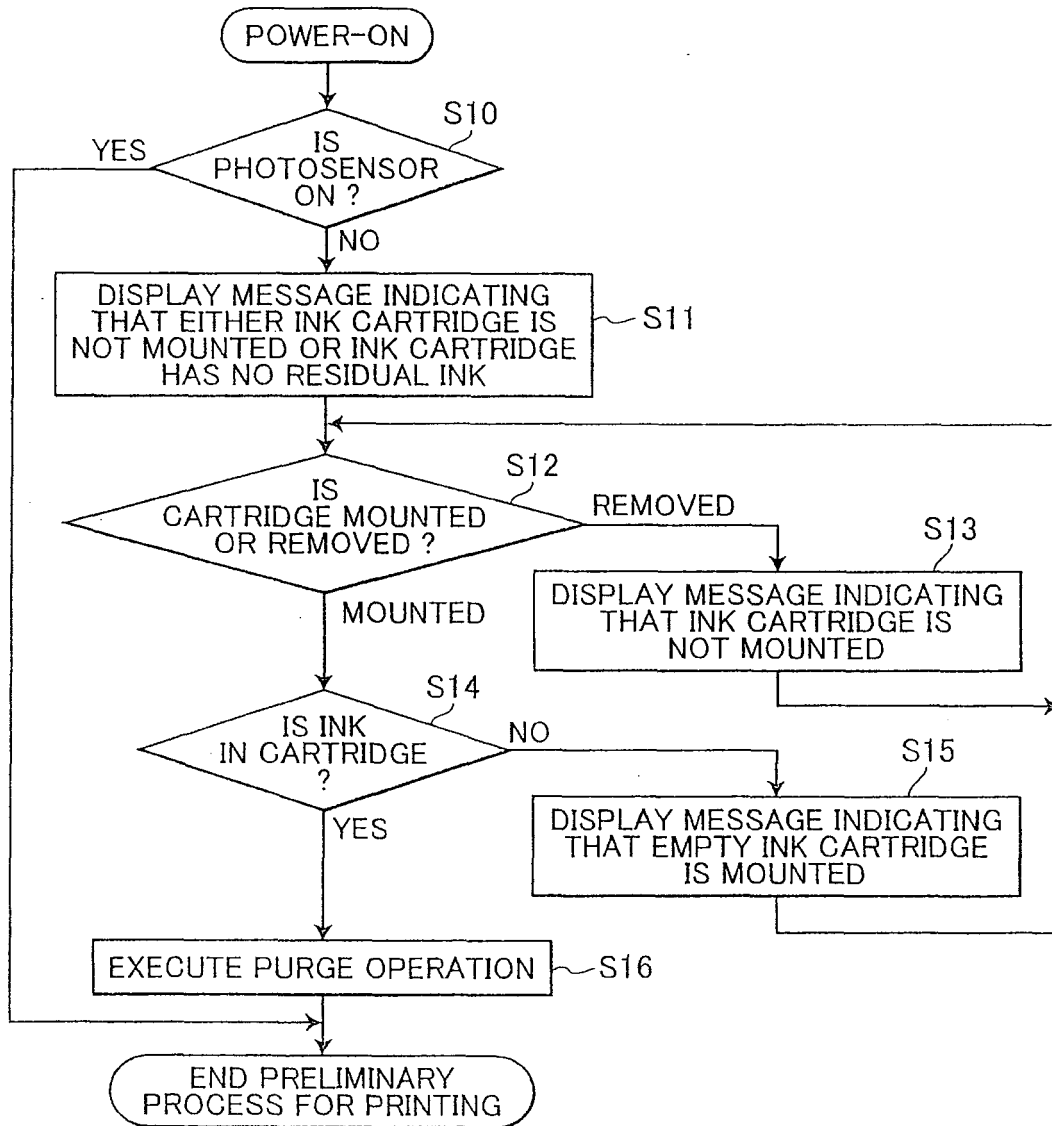 POWER-ON
S10
IS
PHOTOSENSOR
ON ?
YES
NO
DISPLAY MESSAGE INDICATING
THAT EITHER INK CARTRIDGE IS
NOT MOUNTED OR INK CARTRIDGE
HAS NO RESIDUAL INK
S11
S12
IS
CARTRIDGE MOUNTED
OR REMOVED ?
REMOVED
MOUNTED
S13
DISPLAY MESSAGE INDICATING
THAT INK CARTRIDGE IS
NOT MOUNTED
S14
IS INK
IN CARTRIDGE
?
NO
YES
S15
DISPLAY MESSAGE INDICATING
THAT EMPTY INK CARTRIDGE
IS MOUNTED
EXECUTE PURGE OPERATION
S16
END PRELIMINARY
PROCESS FOR PRINTING